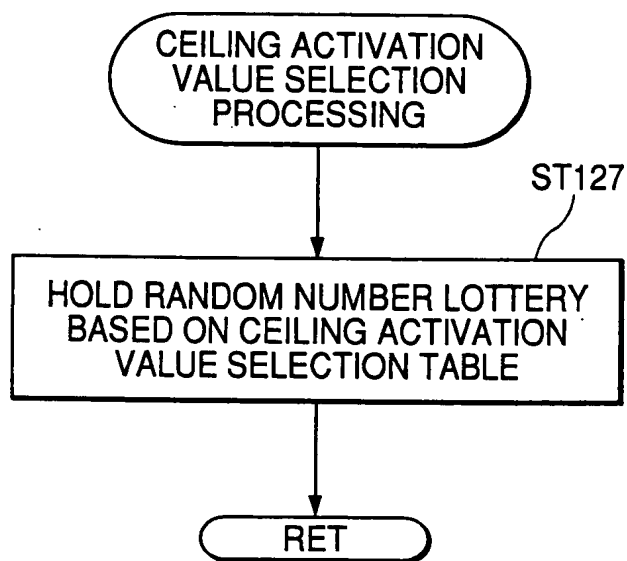 CEILING ACTIVATION
VALUE SELECTION
PROCESSING
ST127
HOLD RANDOM NUMBER LOTTERY
BASED ON CEILING ACTIVATION
VALUE SELECTION TABLE
RET